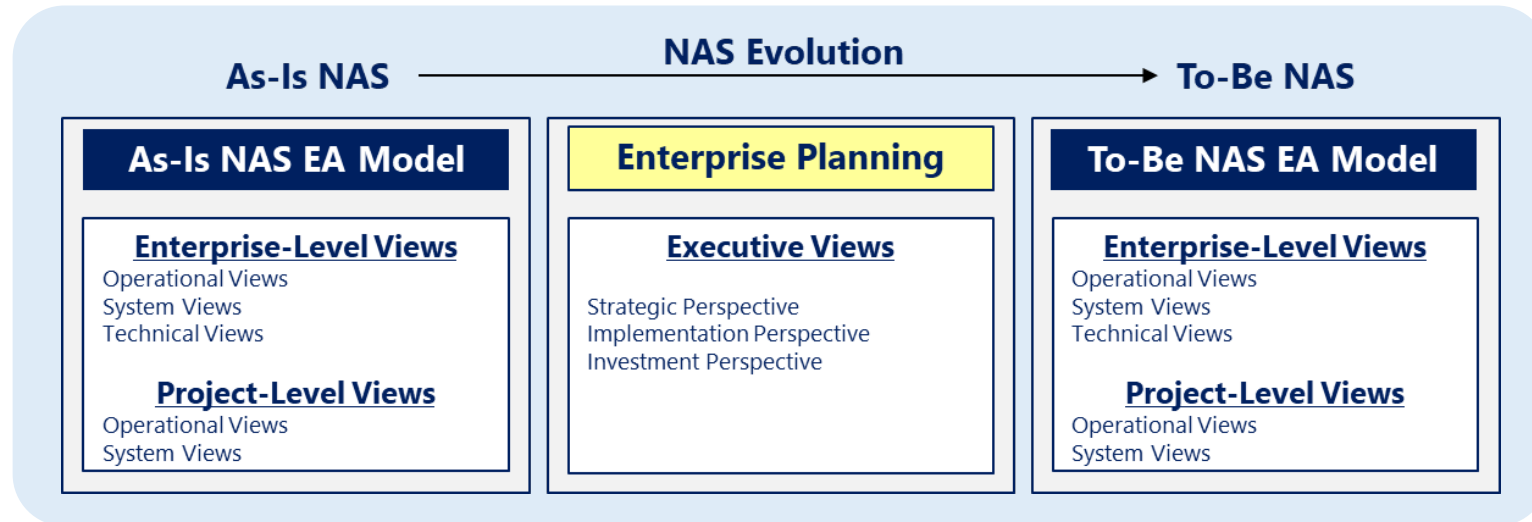 NAS Evolution
As-Is NAS
To-Be NAS
As-Is NAS EA Model
Enterprise-Level Views
Operational Views
System Views
Technical Views
Project-Level Views
Operational Views
System Views
Enterprise Planning
Executive Views
Strategic Perspective
Implementation Perspective
Investment Perspective
To-Be NAS EA Model
Enterprise-Level Views
Operational Views
System Views
Technical Views
Project-Level Views
Operational Views
System Views